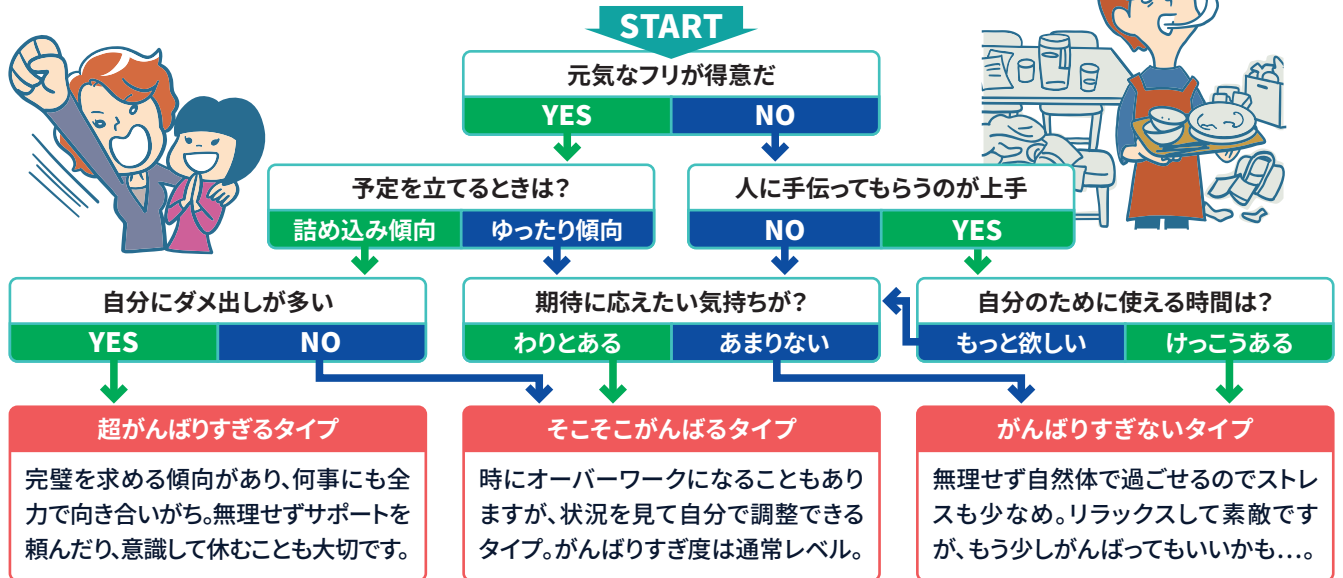 START
元気なフリが得意だ
YES
NO
予定を立てるときは？
詰め込み傾向
ゆったり傾向
人に手伝ってもらうのが上手
NO
YES
自分にダメ出しが多い
YES
NO
期待に応えたい気持ちが？
わりとある
あまりない
自分のために使える時間は？
もっと欲しい
けっこうある
超がんばりすぎるタイプ
完璧を求める傾向があり、何事にも全
力で向き合いがち。無理せずサポートを
頼んだり、意識して休むことも大切です。
そこそこがんばるタイプ
時にオーバーワークになることもあり
ますが、状況を見て自分で調整できる
タイプ。がんばりすぎ度は通常レベル。
がんばりすぎないタイプ
無理せず自然体で過ごせるのでストレ
スも少なめ。リラックスして素敵です
が、もう少しがんばってもいいかも…。